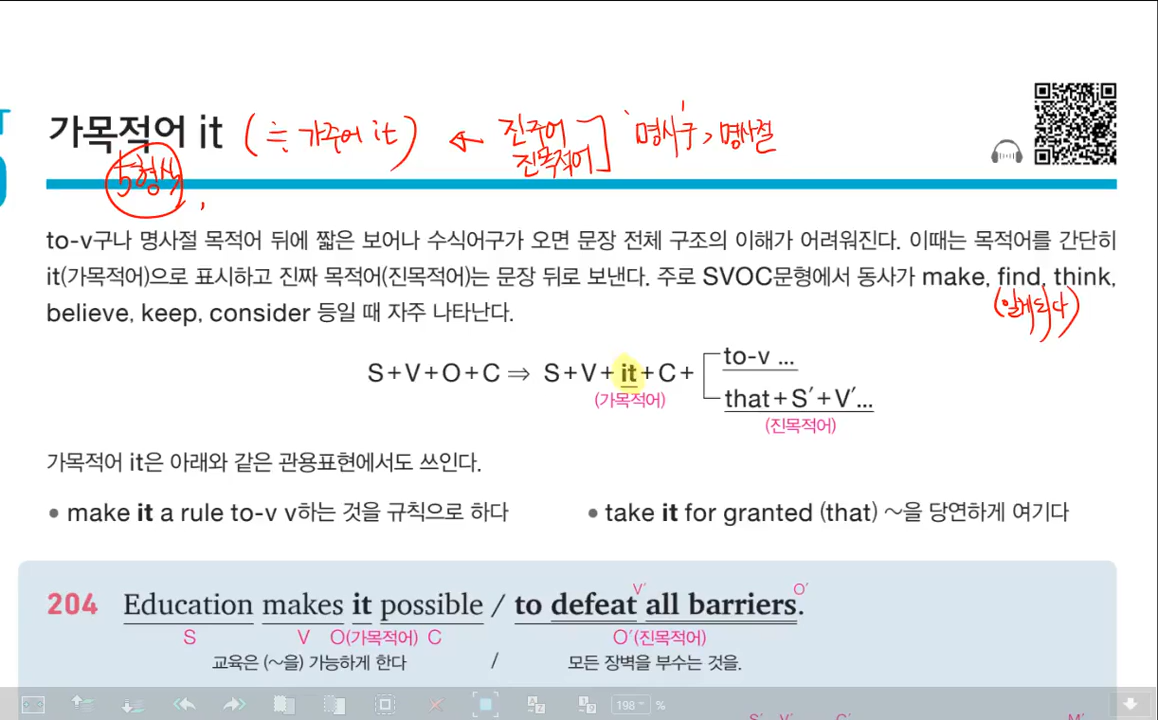 가목적어 it (≒ 가주어 it) ← 진주어 진목적어 명사구, 명사절
5형식
to-v구나 명사절 목적어 뒤에 짧은 보어나 수식어구가 오면 문장 전체 구조의 이해가 어려워진다. 이때는 목적어를 간단히
it(가목적어)으로 표시하고 진짜 목적어(진목적어)는 문장 뒤로 보낸다. 주로 SVOC문형에서 동사가 make, find, think,
(알게되다)
believe, keep, consider 등일 때 자주 나타난다.
S+V+O+C ⇒ S+V+it+C+ to-v ...
that+S′+V′...
(가목적어)
(진목적어)
가목적어 it은 아래와 같은 관용표현에서도 쓰인다.
• make it a rule to-v v하는 것을 규칙으로 하다 • take it for granted (that) ~을 당연하게 여기다
204 Education makes it possible / to defeat all barriers.
V′ O′
S V O(가목적어) C O′(진목적어)
교육은 (~을) 가능하게 한다 / 모든 장벽을 부수는 것을.
198 %
S′ V′ C′ M′